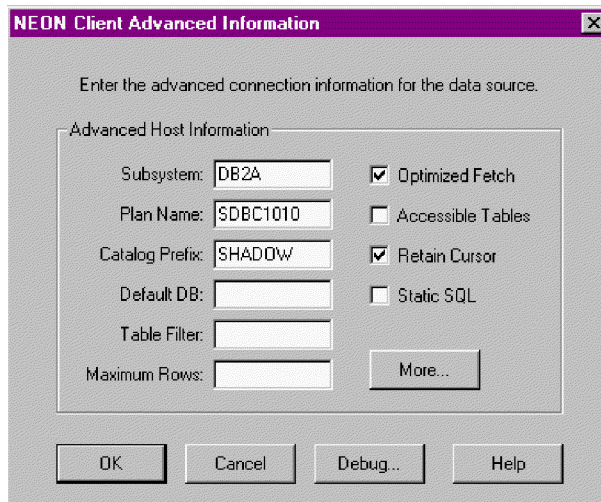 NEON Client Advanced Information
Enter the advanced connection information for the data source.
Advanced Host Information
Subsystem: DB2A Optimized Fetch
Plan Name: SDBC1010 Accessible Tables
Catalog Prefix: SHADOW Retain Cursor
Default DB: Static SQL
Table Filter:
Maximum Rows: More...
OK Cancel Debug... Help